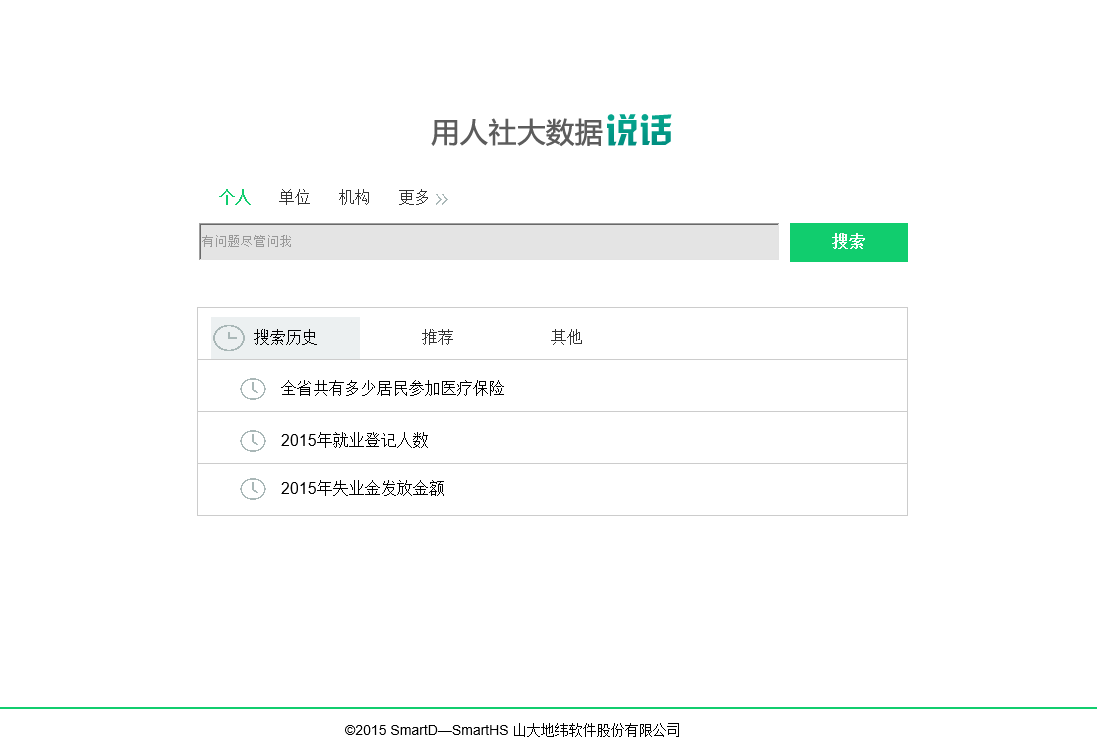 用人社大数据说话
个人 单位 机构 更多
有问题尽管问我 搜索
搜索历史 推荐 其他
全省共有多少居民参加医疗保险
2015年就业登记人数
2015年失业金发放金额
©2015 SmartD—SmartHS 山大地纬软件股份有限公司